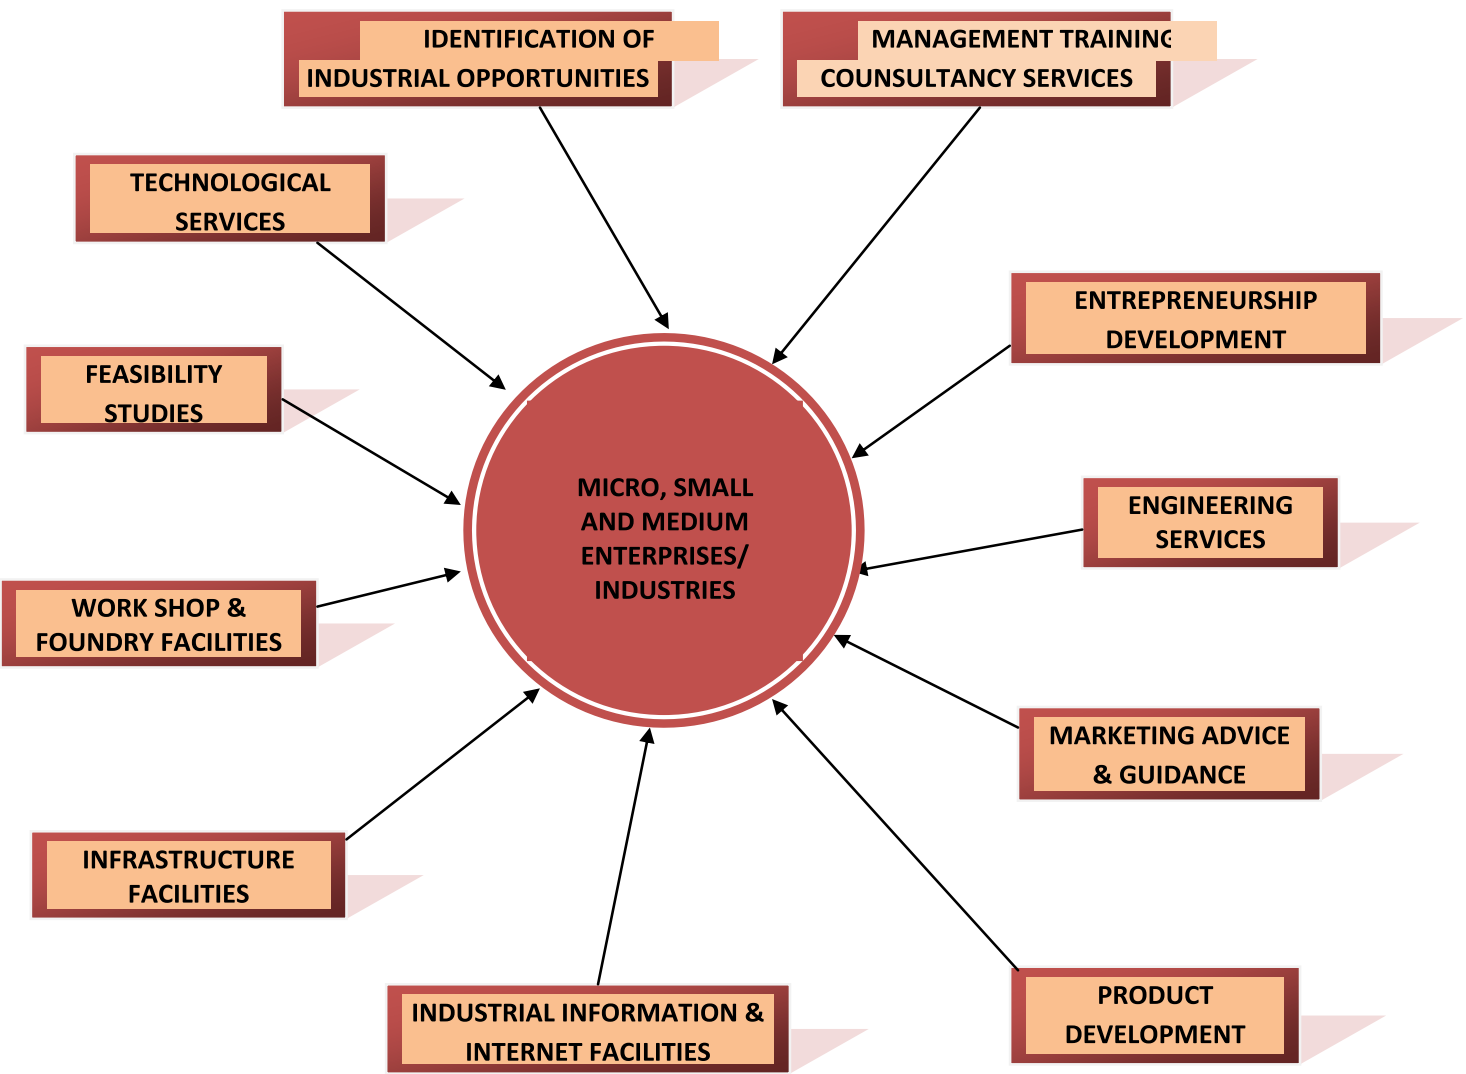 IDENTIFICATION OF
INDUSTRIAL OPPORTUNITIES
MANAGEMENT TRAINING
COUNSULTANCY SERVICES
TECHNOLOGICAL
SERVICES
ENTREPRENEURSHIP
DEVELOPMENT
FEASIBILITY
STUDIES
MICRO, SMALL
AND MEDIUM
ENTERPRISES/
INDUSTRIES
ENGINEERING
SERVICES
WORK SHOP &
FOUNDRY FACILITIES
MARKETING ADVICE
& GUIDANCE
INFRASTRUCTURE
FACILITIES
INDUSTRIAL INFORMATION &
INTERNET FACILITIES
PRODUCT
DEVELOPMENT